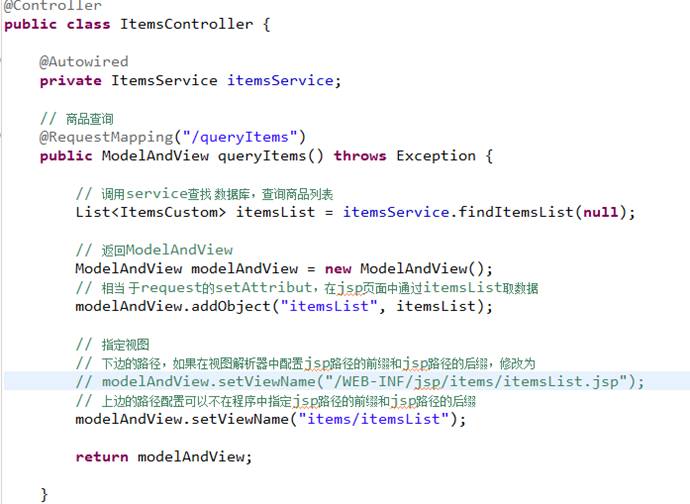 @Controller
public class ItemsController {
@Autowired
private ItemsService itemsService;
// 商品查询
@RequestMapping("/queryItems")
public ModelAndView queryItems() throws Exception {
// 调用service查找 数据库，查询商品列表
List<ItemsCustom> itemsList = itemsService.findItemsList(null);
// 返回ModelAndView
ModelAndView modelAndView = new ModelAndView();
// 相当 于request的setAttribut，在jsp页面中通过itemsList取数据
modelAndView.addObject("itemsList", itemsList);
// 指定视图
// 下边的路径，如果在视图解析器中配置jsp路径的前缀和jsp路径的后缀，修改为
// modelAndView.setViewName("/WEB-INF/jsp/items/itemsList.jsp");
// 上边的路径配置可以不在程序中指定jsp路径的前缀和jsp路径的后缀
modelAndView.setViewName("items/itemsList");
return modelAndView;
}